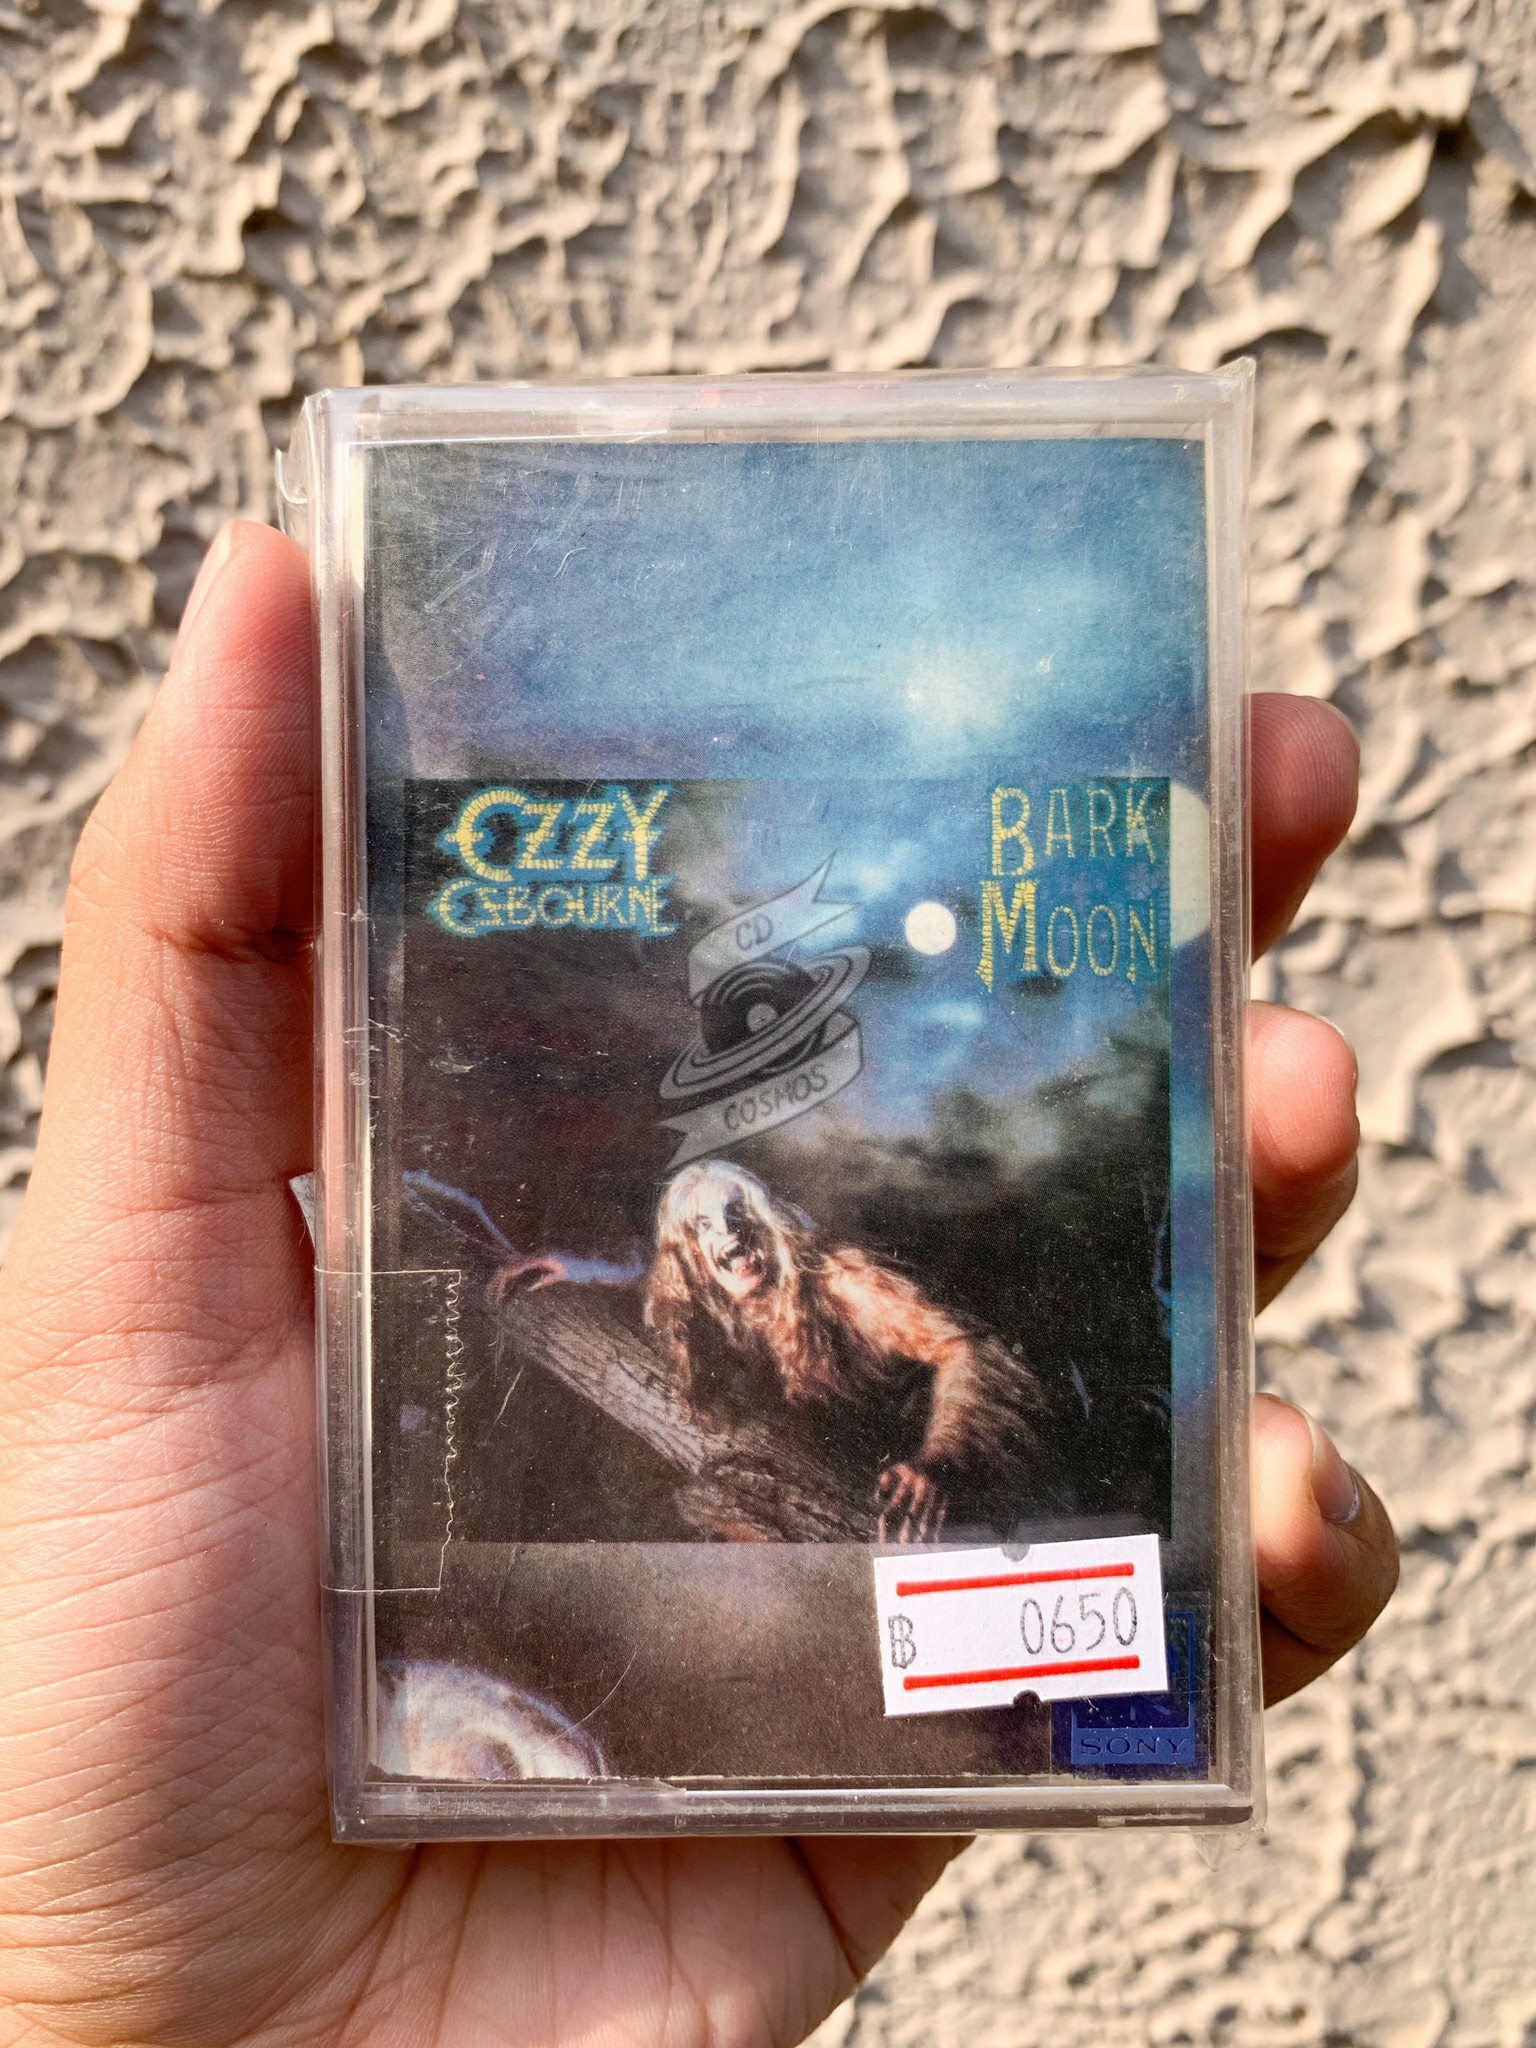 OZZY
OSBOURNE
BARK
MOON
CD
COSMOS
฿ 0650
SONY